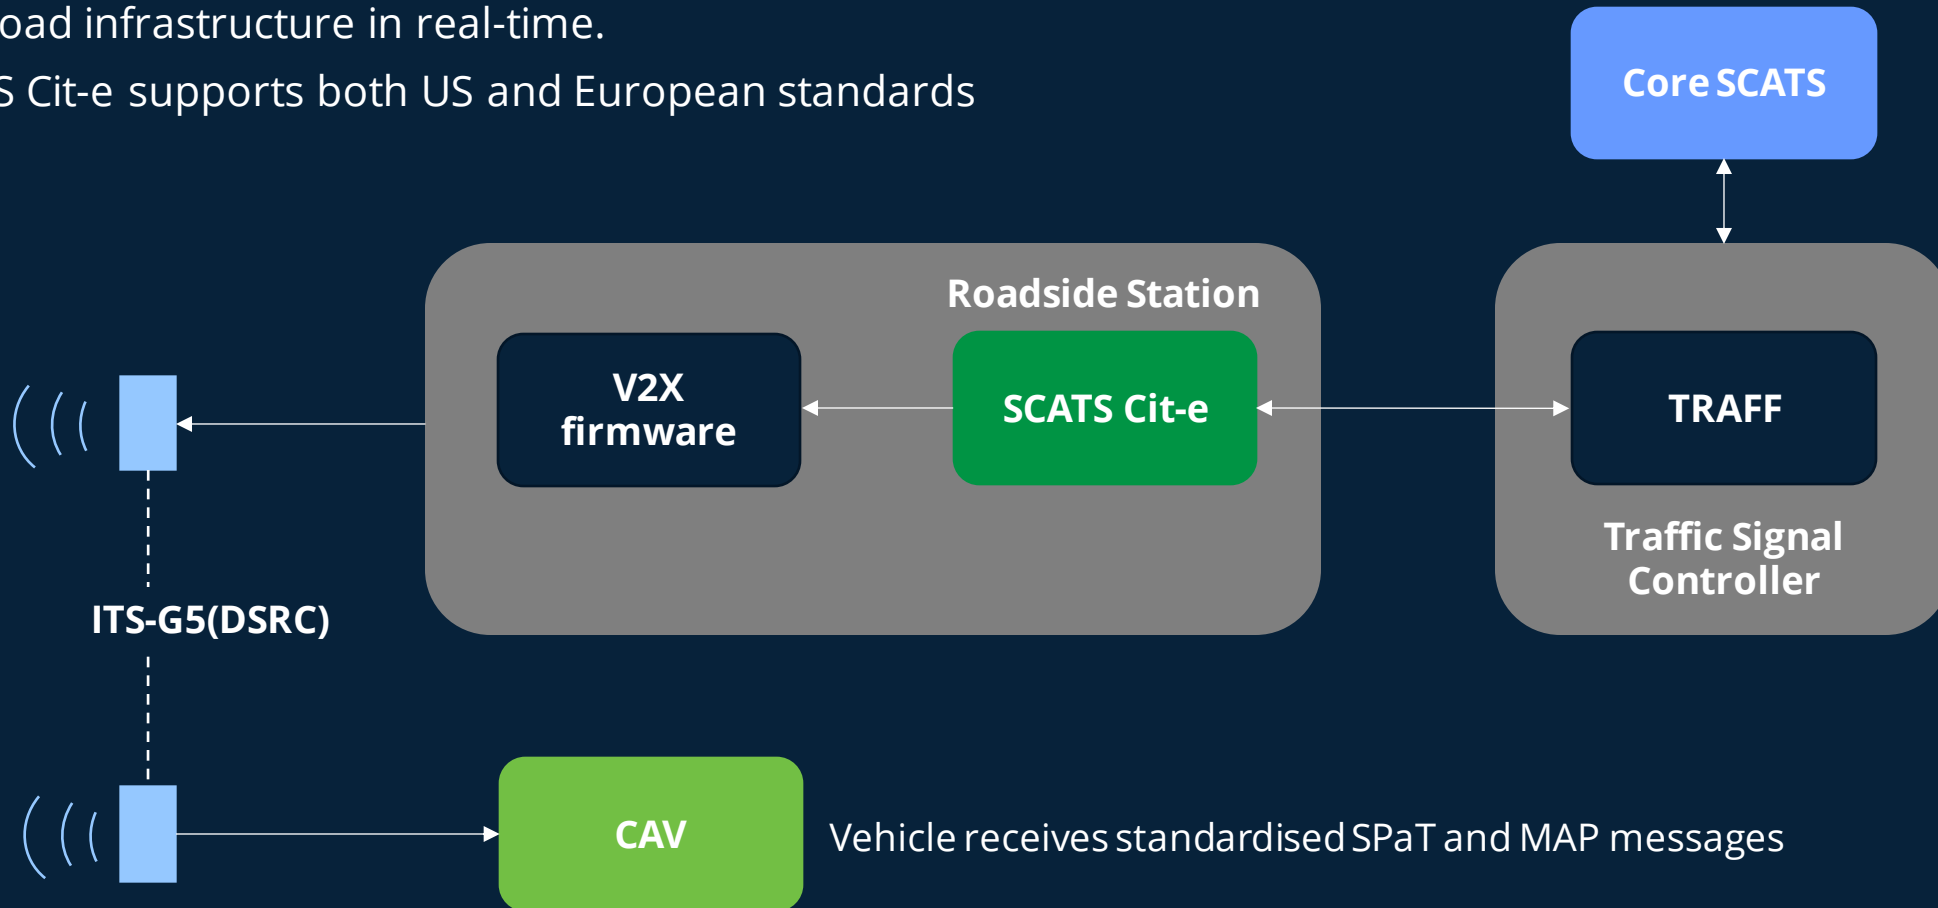 infrastructure in real-time.
Cit-e supports both US and European standards
Core SCATS
Roadside Station
V2X
firmware
SCATS Cit-e
TRAFF
Traffic Signal
Controller
ITS-G5(DSRC)
CAV
Vehicle receives standardised SPaT and MAP messages